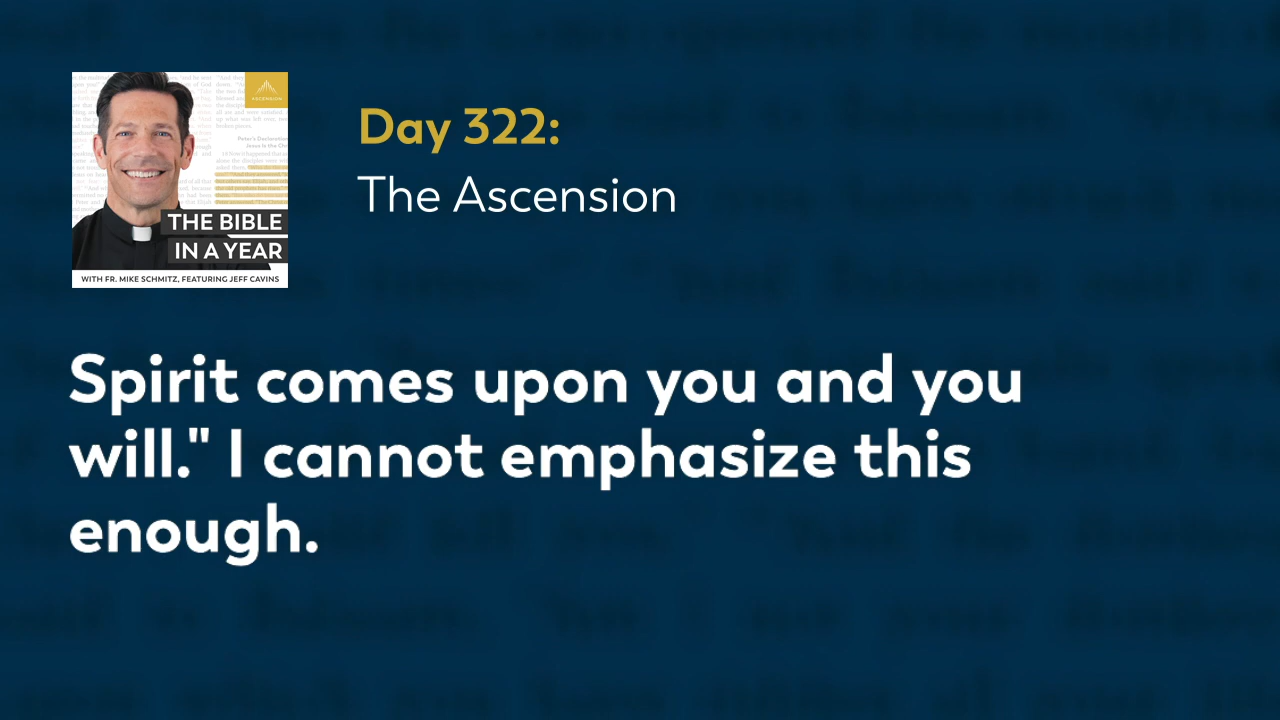 ASCENSION
THE BIBLE
IN A YEAR
WITH FR. MIKE SCHMITZ, FEATURING JEFF CAVINS
Day 322:
The Ascension
Spirit comes upon you and you
will." I cannot emphasize this
enough.